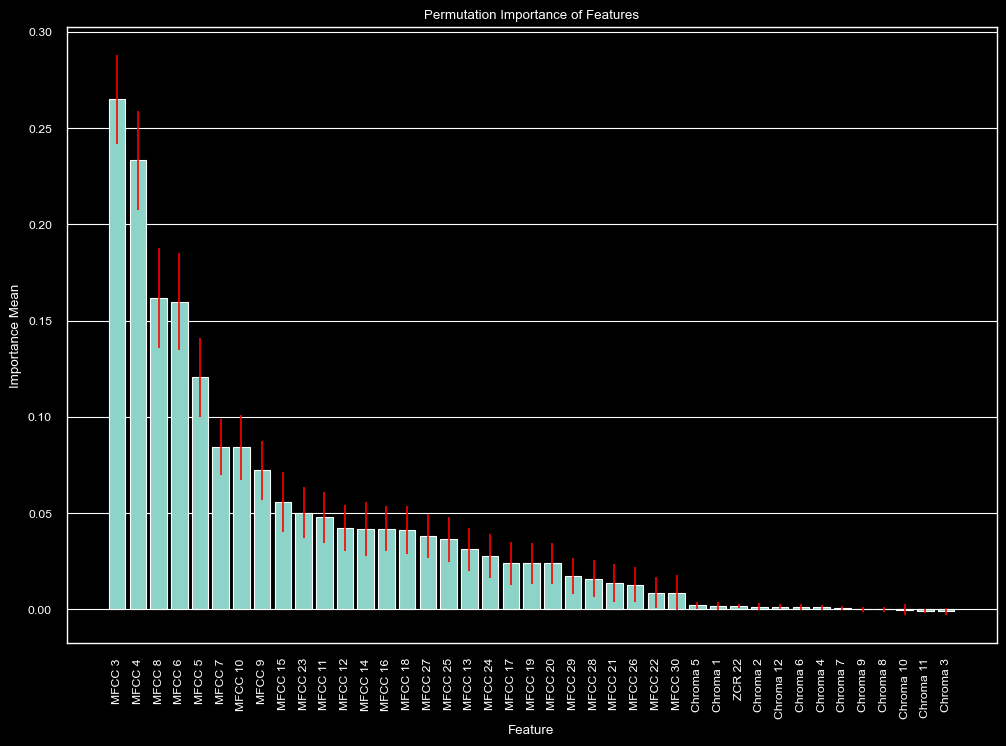 Permutation Importance of Features
0.30
0.25
0.20
0.15
0.10
0.05
0.00
Importance Mean
MFCC 3
MFCC 4
MFCC 8
MFCC 6
MFCC 5
MFCC 7
MFCC 10
MFCC 9
MFCC 15
MFCC 23
MFCC 11
MFCC 12
MFCC 14
MFCC 16
MFCC 18
MFCC 27
MFCC 25
MFCC 13
MFCC 24
MFCC 17
MFCC 19
MFCC 20
MFCC 29
MFCC 28
MFCC 21
MFCC 26
MFCC 22
MFCC 30
Chroma 5
Chroma 1
ZCR 22
Chroma 2
Chroma 12
Chroma 6
Chroma 4
Chroma 7
Chroma 9
Chroma 8
Chroma 10
Chroma 11
Chroma 3
Feature